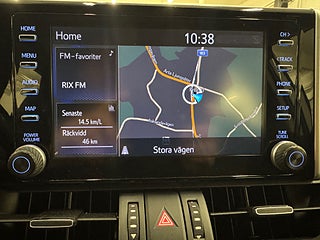 HOME
MENU
AUDIO
MAP
POWER
VOLUME
Home
10:38
FM-favoriter
RIX FM
Senaste
14.5 km/L
Räckvidd
46 km
Stora vägen
CH >
TRACK
PHONE
SETUP
TUNE
SCROLL